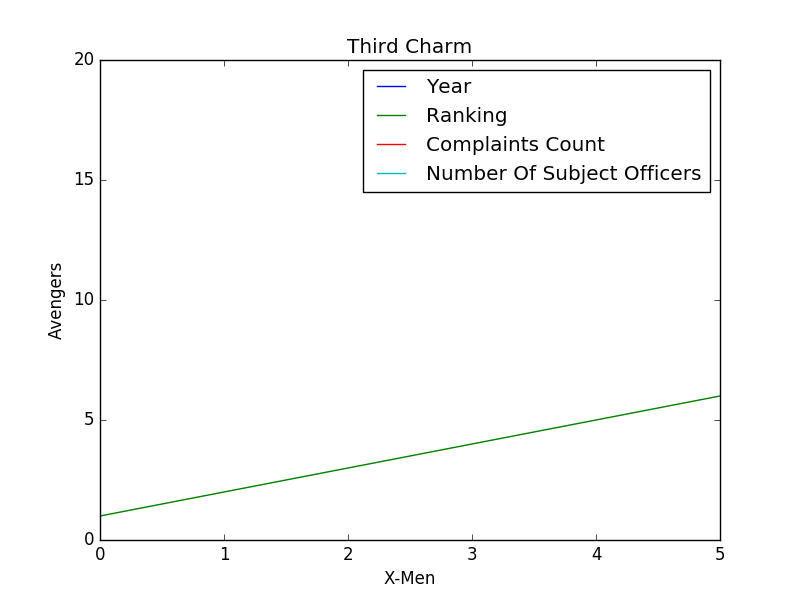 Third Charm
Year
Ranking
Complaints Count
Number Of Subject Officers
20
15
10
5
0
Avengers
0 1 2 3 4 5
X-Men